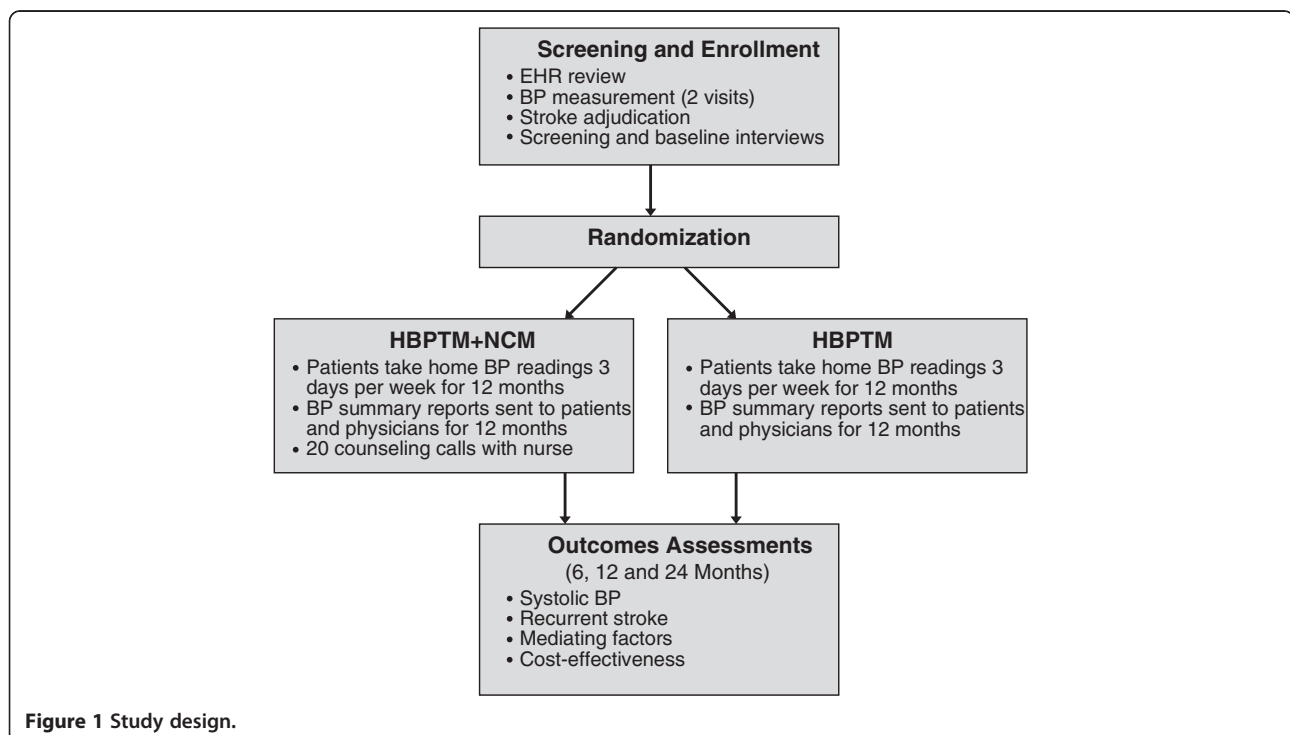 Screening and Enrollment
• EHR review
• BP measurement (2 visits)
• Stroke adjudication
• Screening and baseline interviews
Randomization
HBPTM+NCM
• Patients take home BP readings 3
days per week for 12 months
• BP summary reports sent to patients
and physicians for 12 months
• 20 counseling calls with nurse
HBPTM
• Patients take home BP readings 3
days per week for 12 months
• BP summary reports sent to patients
and physicians for 12 months
Outcomes Assessments
(6, 12 and 24 Months)
• Systolic BP
• Recurrent stroke
• Mediating factors
• Cost-effectiveness
Figure 1 Study design.